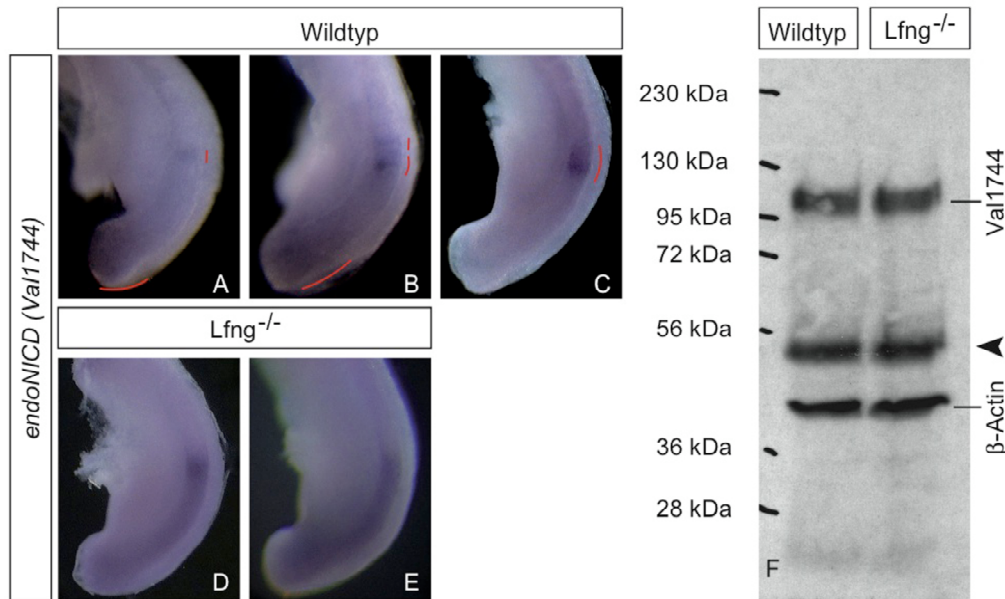 Wildtyp
endoNICD (Val1744)
A
B
C
Lfng-/-
D
E
Wildtyp
Lfng-/-
230 kDa
130 kDa
95 kDa
72 kDa
56 kDa
36 kDa
28 kDa
Val1744
β-Actin
F